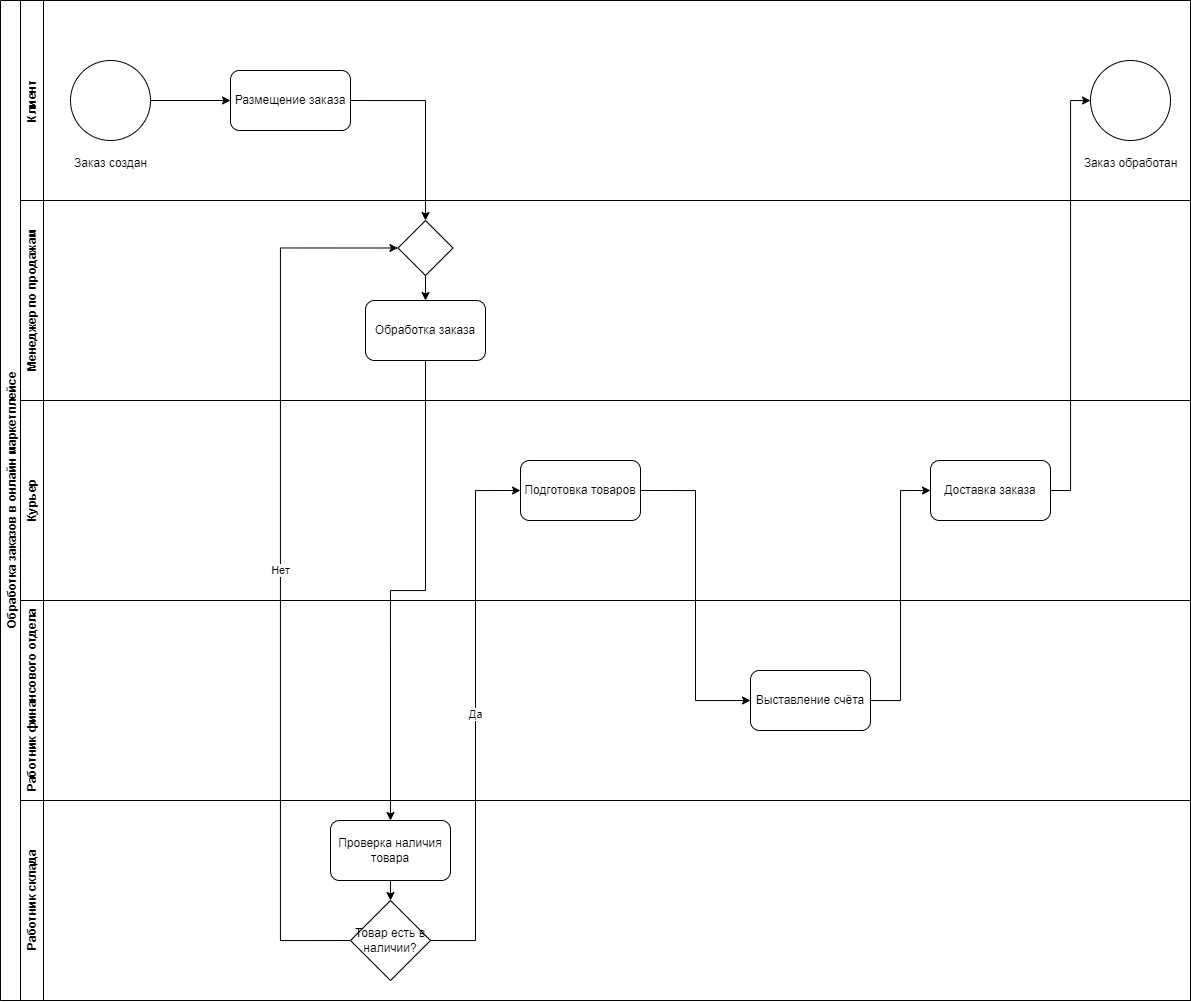 Обработка заказов в онлайн маркетплейсе
Клиент
Размещение заказа
Заказ создан
Заказ обработан
Менеджер по продажам
Обработка заказа
Курьер
Подготовка товаров
Доставка заказа
Нет
Работник финансового отдела
Выставление счёта
Да
Работник склада
Проверка наличия
товара
Товар есть в
наличии?